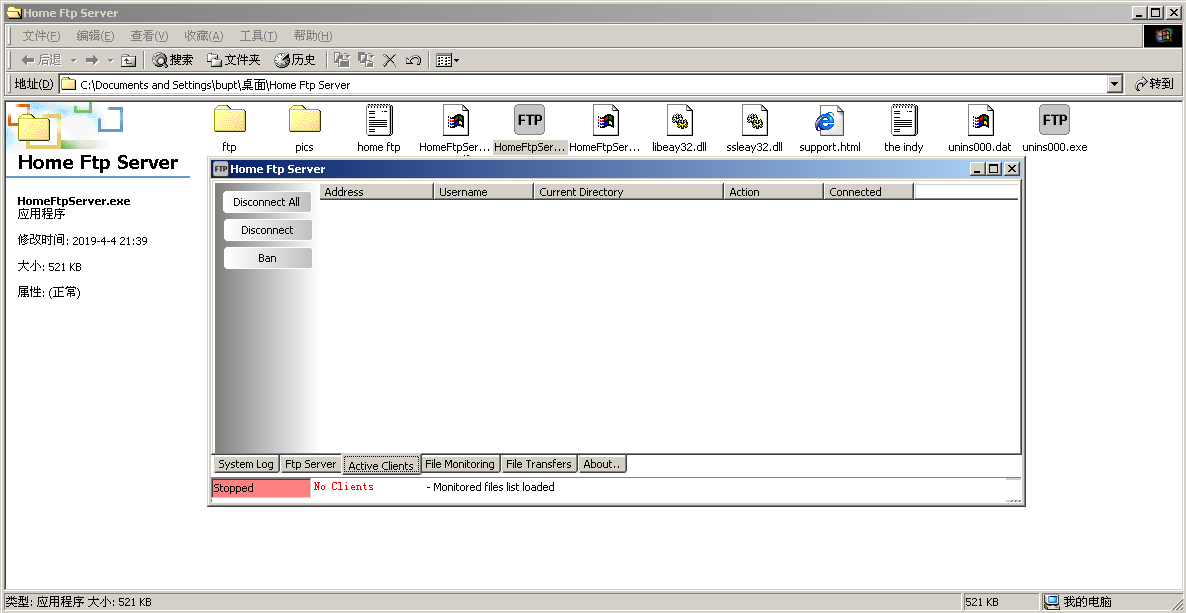 Home Ftp Server
文件(F) 编辑(E) 查看(V) 收藏(A) 工具(T) 帮助(H)
后退 搜索 文件夹 历史
地址(D) C:\Documents and Settings\bupt\桌面\Home Ftp Server 转到
ftp pics home ftp HomeFtpSer... HomeFtpSer... HomeFtpSer... libeay32.dll ssleay32.dll support.html the indy unins000.dat unins000.exe
FTP FTP
Home Ftp Server
HomeFtpServer.exe
应用程序
修改时间: 2019-4-4 21:39
大小: 521 KB
属性: (正常)
FTP Home Ftp Server
Address Username Current Directory Action Connected
Disconnect All
Disconnect
Ban
System Log Ftp Server Active Clients File Monitoring File Transfers About..
Stopped No Clients - Monitored files list loaded
类型: 应用程序 大小: 521 KB 521 KB 我的电脑